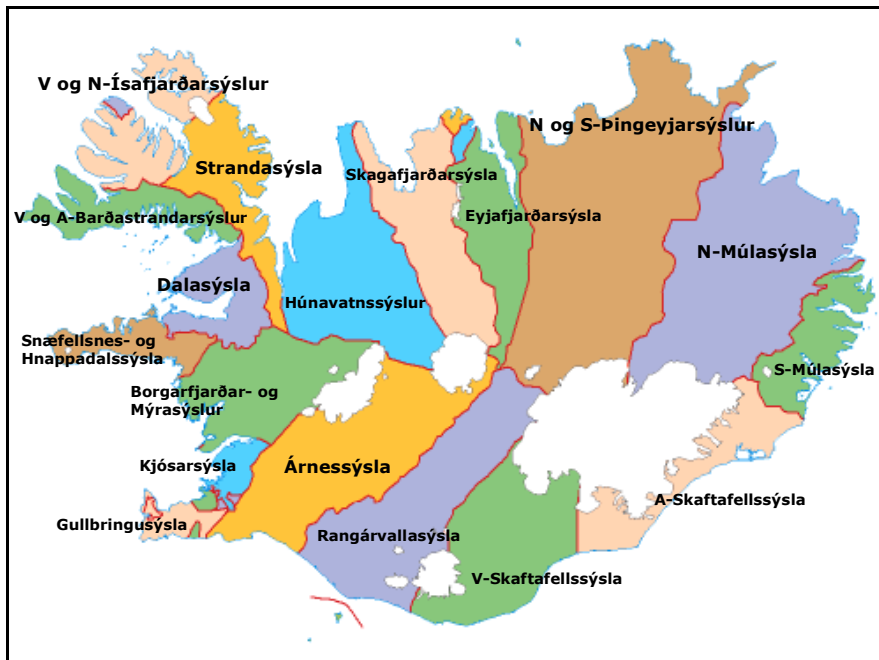 V og N-Ísafjarðarsýslur
N og S-Þingeyjarsýslur
Strandasýsla
Skagafjarðarsýsla
V og A-Barðastrandarsýslur
Eyjafjarðarsýsla
N-Múlasýsla
Dalasýsla
Húnavatnssýslur
Snæfellsnes- og
Hnappadalssýsla
S-Múlasýsla
Borgarfjarðar- og
Mýrasýslur
Kjósarsýsla
Árnessýsla
A-Skaftafellssýsla
Gullbringusýsla
Rangárvallasýsla
V-Skaftafellssýsla